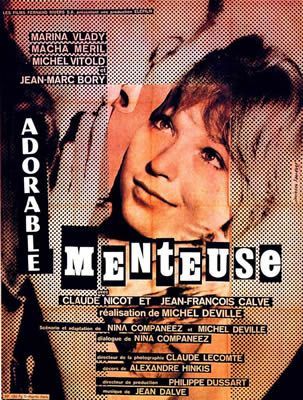 LES FILMS FERNAND RIVERS S.A. présentent une production ELEFILM
MARINA VLADY
MACHA MERIL
MICHEL VITOLD
et
JEAN-MARC BORY
ADORABLE
MENTEUSE
CLAUDE NICOT ET JEAN-FRANÇOIS CALVE
réalisation de MICHEL DEVILLE
Scénario et adaptation de NINA COMPANEEZ et MICHEL DEVILLE
dialogue de NINA COMPANEEZ
directeur de la photographie CLAUDE LECOMTE
décors de ALEXANDRE HINKIS
directeur de production PHILIPPE DUSSART
musique de JEAN DALVE